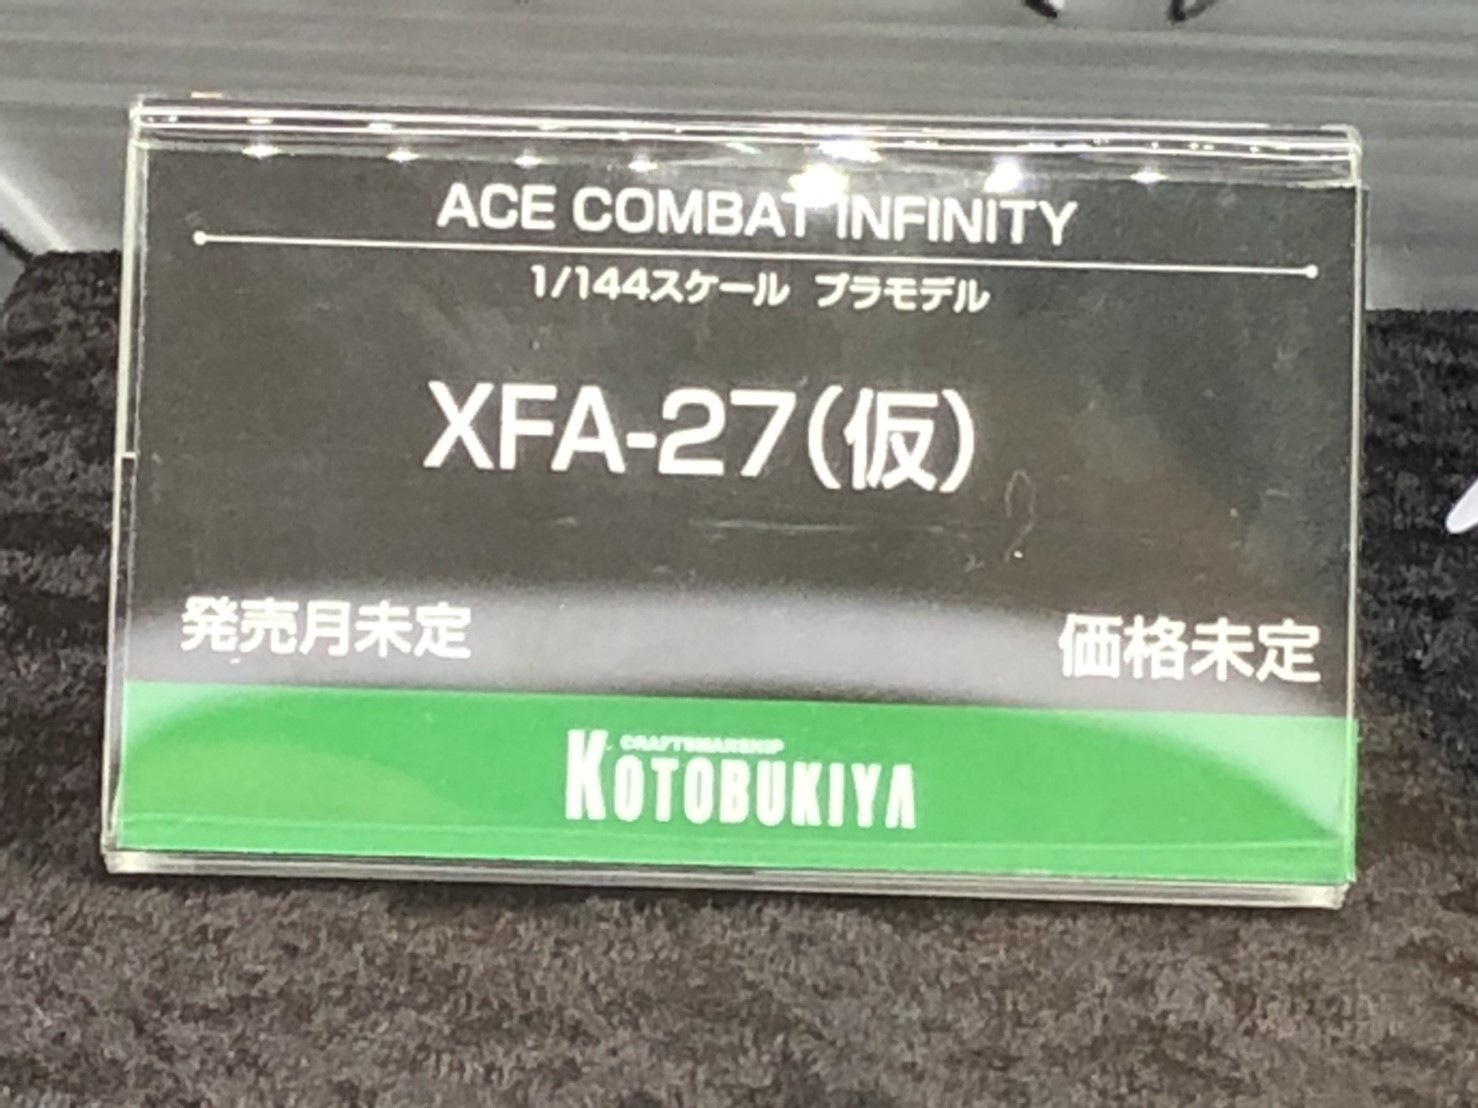 ACE COMBAT INFINITY
1/144スケール プラモデル
XFA-27(仮)
発売月未定
価格未定
CRAFTSMANSHIP
KOTOBUKIYA